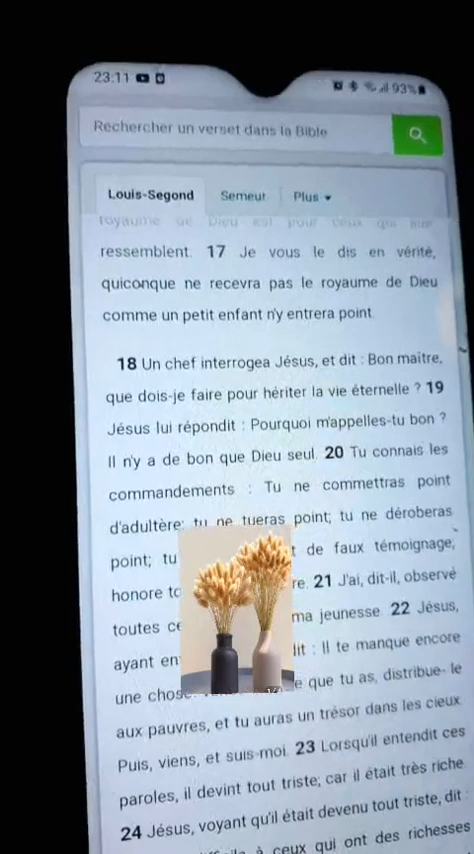 23:11
93%
Rechercher un verset dans la Bible
Louis-Segond Semeur Plus
royaume de Dieu est pour ceux qui leur
ressemblent. 17 Je vous le dis en vérité,
quiconque ne recevra pas le royaume de Dieu
comme un petit enfant n'y entrera point.
18 Un chef interrogea Jésus, et dit : Bon maître,
que dois-je faire pour hériter la vie éternelle ? 19
Jésus lui répondit : Pourquoi m'appelles-tu bon ?
Il n'y a de bon que Dieu seul. 20 Tu connais les
commandements : Tu ne commettras point
d'adultère; tu ne tueras point; tu ne déroberas
point; tu de faux témoignage;
honore 21 J'ai, dit-il, observé
toutes ma jeunesse. 22 Jésus,
ayant : Il te manque encore
une chose que tu as, distribue- le
aux pauvres, et tu auras un trésor dans les cieux.
Puis, viens, et suis-moi. 23 Lorsqu'il entendit ces
paroles, il devint tout triste; car il était très riche.
24 Jésus, voyant qu'il était devenu tout triste, dit :
à ceux qui ont des richesses